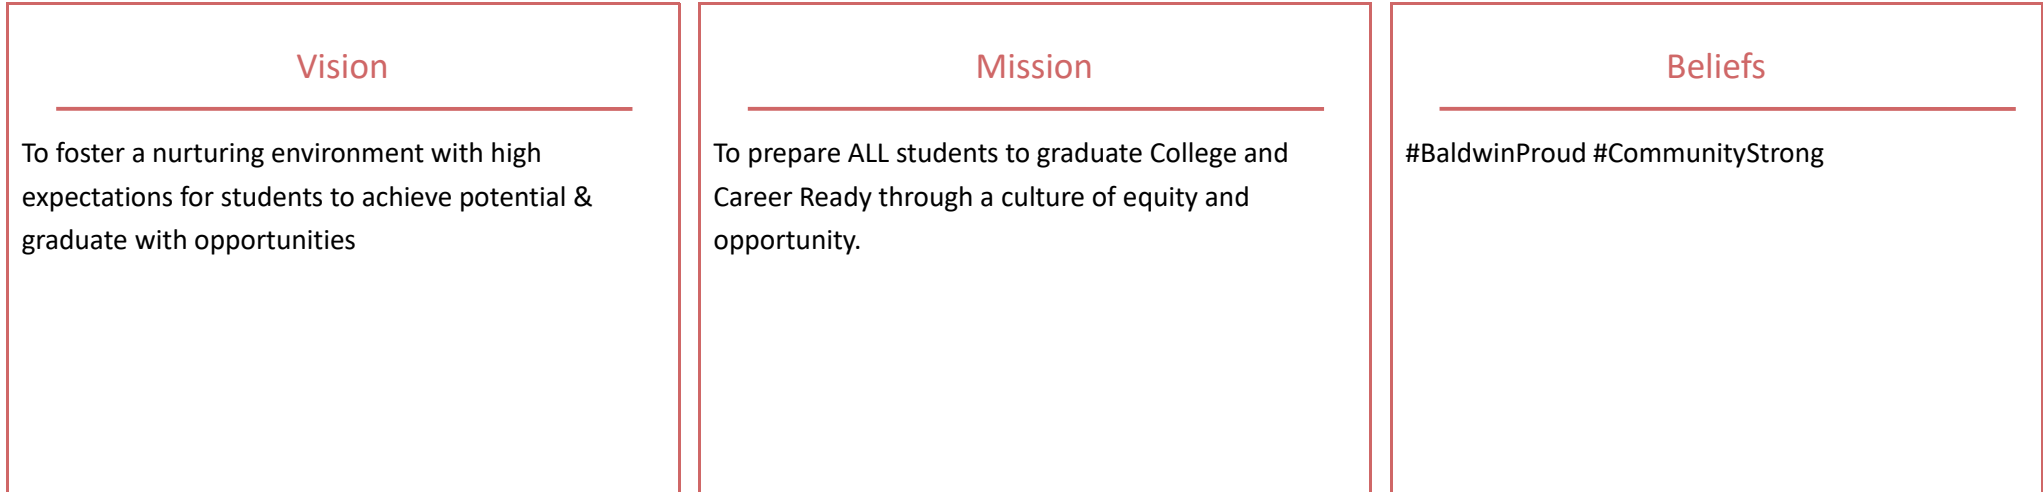 Vision
To foster a nurturing environment with high
expectations for students to achieve potential &
graduate with opportunities
Mission
To prepare ALL students to graduate College and
Career Ready through a culture of equity and
opportunity.
Beliefs
#BaldwinProud #CommunityStrong